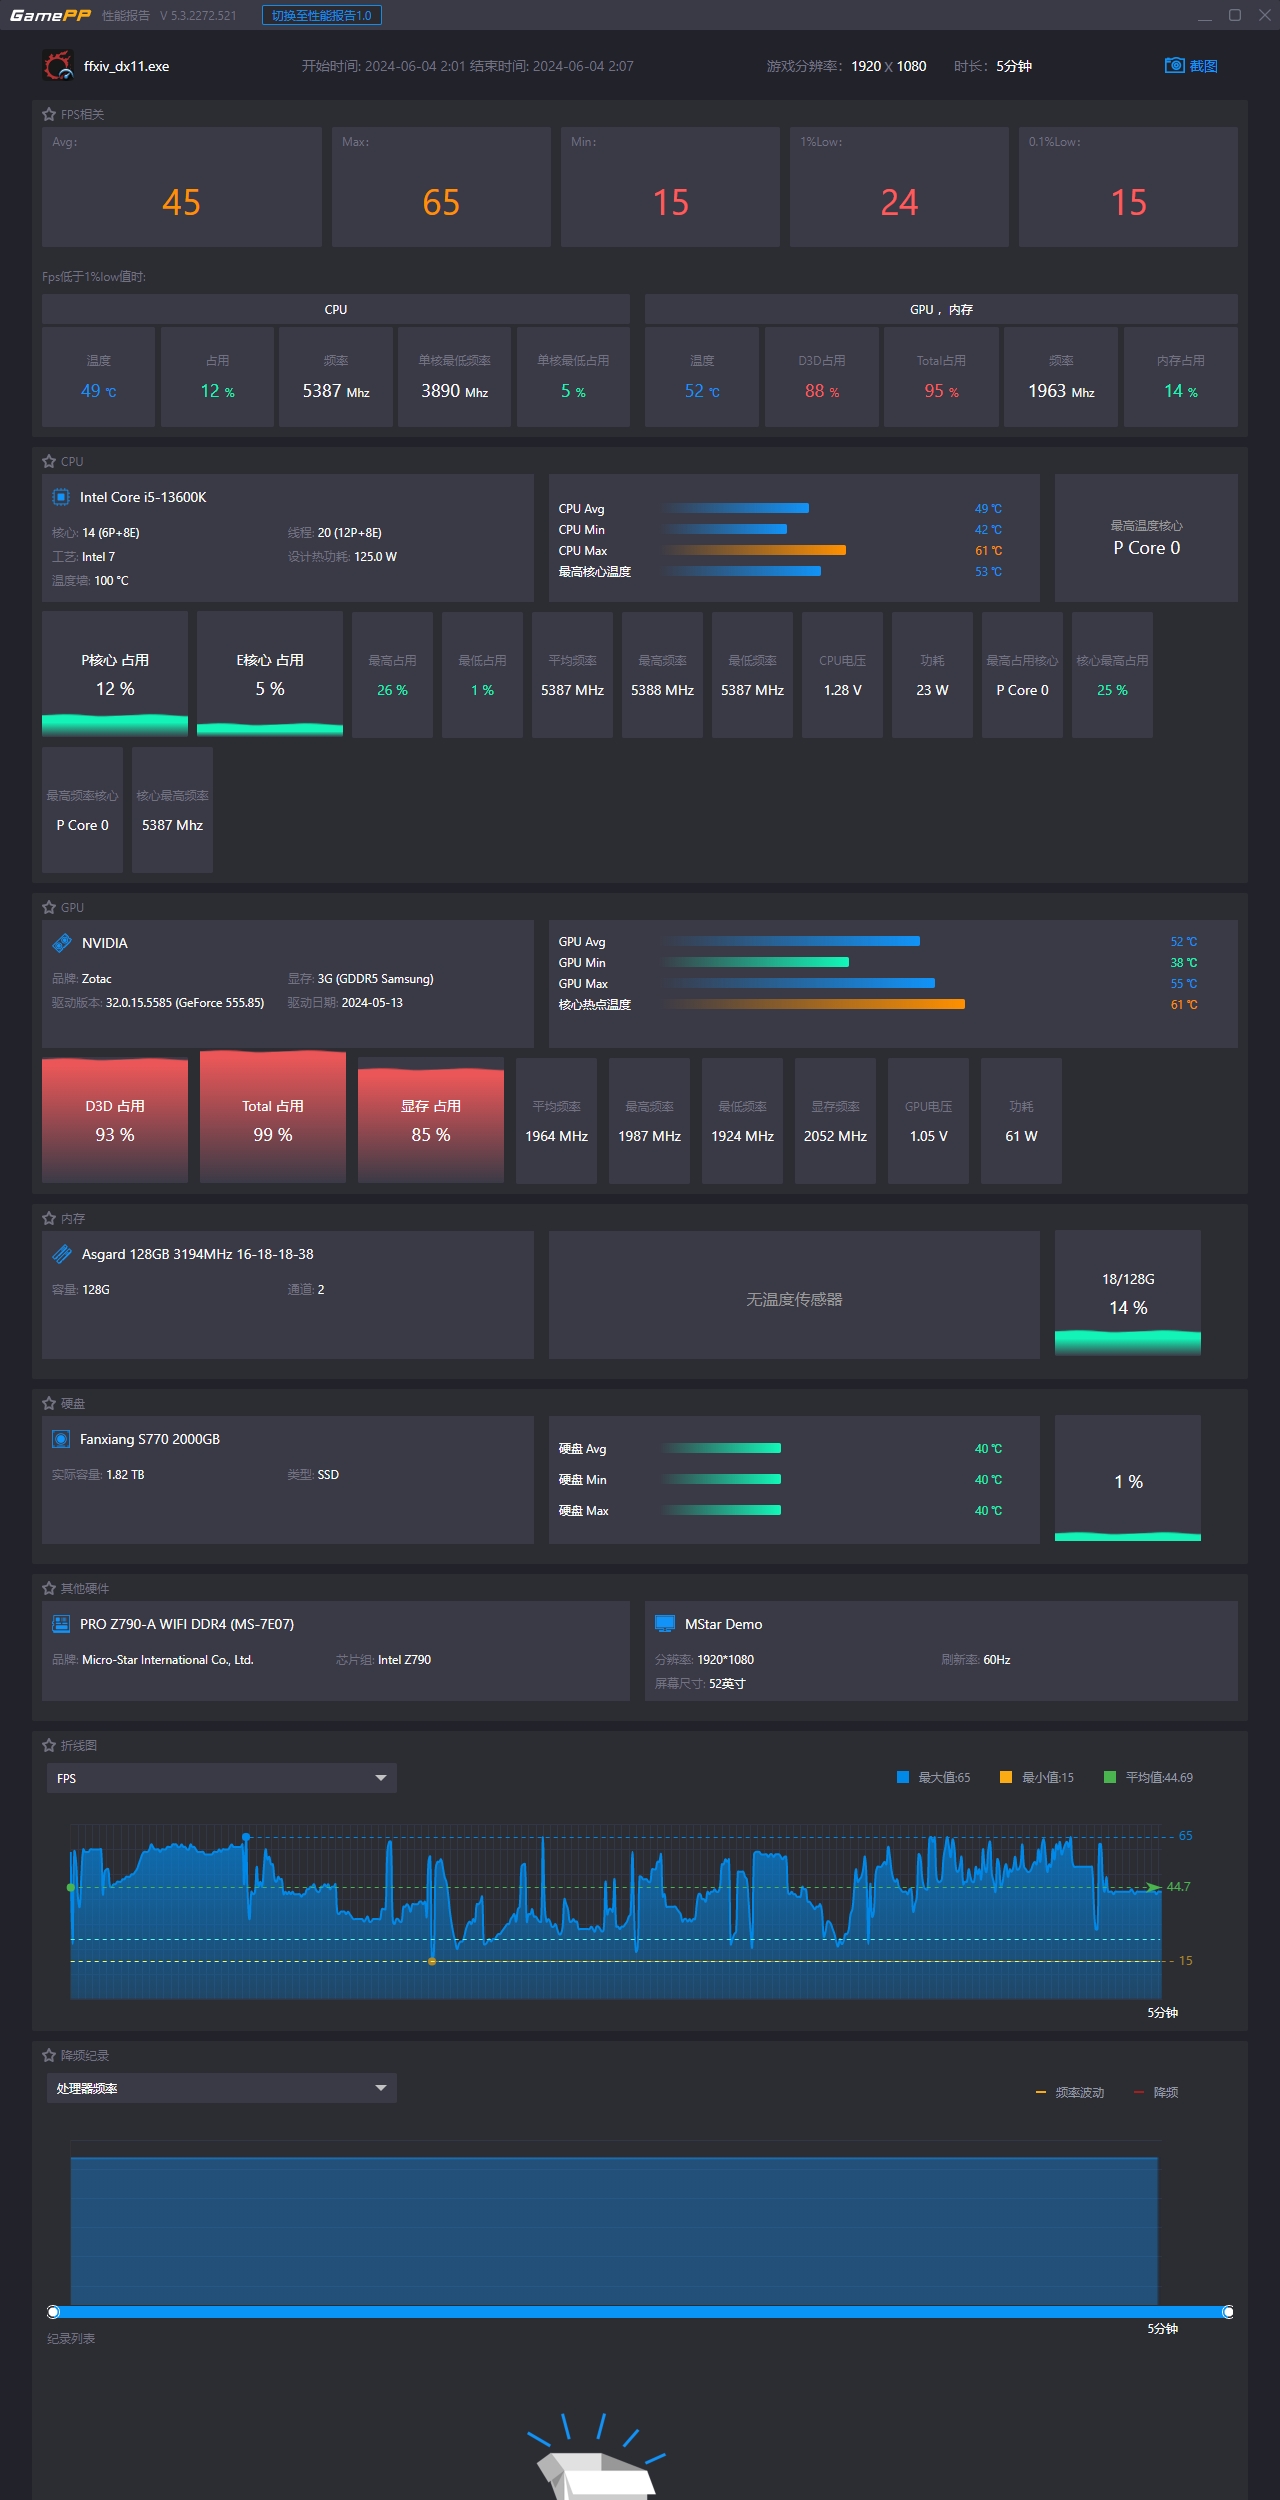 GamePP 性能报告 V 5.3.2272.521 切换至性能报告1.0
ffxiv_dx11.exe 开始时间: 2024-06-04 2:01 结束时间: 2024-06-04 2:07 游戏分辨率: 1920 X 1080 时长: 5分钟 截图
FPS相关
Avg: Max: Min: 1%Low: 0.1%Low:
45 65 15 24 15
Fps低于1%low值时:
CPU GPU，内存
温度 占用 频率 单核最低频率 单核最低占用 温度 D3D占用 Total占用 频率 内存占用
49 ℃ 12 % 5387 Mhz 3890 Mhz 5 % 52 ℃ 88 % 95 % 1963 Mhz 14 %
CPU
Intel Core i5-13600K
核心: 14 (6P+8E) 线程: 20 (12P+8E)
工艺: Intel 7 设计热功耗: 125.0 W
温度墙: 100 °C
CPU Avg 49 ℃
CPU Min 42 ℃
CPU Max 61 ℃
最高核心温度 53 ℃
最高温度核心
P Core 0
P核心 占用 E核心 占用 最高占用 最低占用 平均频率 最高频率 最低频率 CPU电压 功耗 最高占用核心 核心最高占用
12 % 5 % 26 % 1 % 5387 MHz 5388 MHz 5387 MHz 1.28 V 23 W P Core 0 25 %
最高频率核心 核心最高频率
P Core 0 5387 Mhz
GPU
NVIDIA
品牌: Zotac 显存: 3G (GDDR5 Samsung)
驱动版本: 32.0.15.5585 (GeForce 555.85) 驱动日期: 2024-05-13
GPU Avg 52 ℃
GPU Min 38 ℃
GPU Max 55 ℃
核心热点温度 61 ℃
D3D 占用 Total 占用 显存 占用 平均频率 最高频率 最低频率 显存频率 GPU电压 功耗
93 % 99 % 85 % 1964 MHz 1987 MHz 1924 MHz 2052 MHz 1.05 V 61 W
内存
Asgard 128GB 3194MHz 16-18-18-38
容量: 128G 通道: 2
无温度传感器
18/128G
14 %
硬盘
Fanxiang S770 2000GB
实际容量: 1.82 TB 类型: SSD
硬盘 Avg 40 ℃
硬盘 Min 40 ℃
硬盘 Max 40 ℃
1 %
其他硬件
PRO Z790-A WIFI DDR4 (MS-7E07)
品牌: Micro-Star International Co., Ltd. 芯片组: Intel Z790
MStar Demo
分辨率: 1920*1080 刷新率: 60Hz
屏幕尺寸: 52英寸
折线图
FPS 最大值:65 最小值:15 平均值:44.69
65
44.7
15
5分钟
降频纪录
处理器频率 频率波动 降频
5分钟
纪录列表